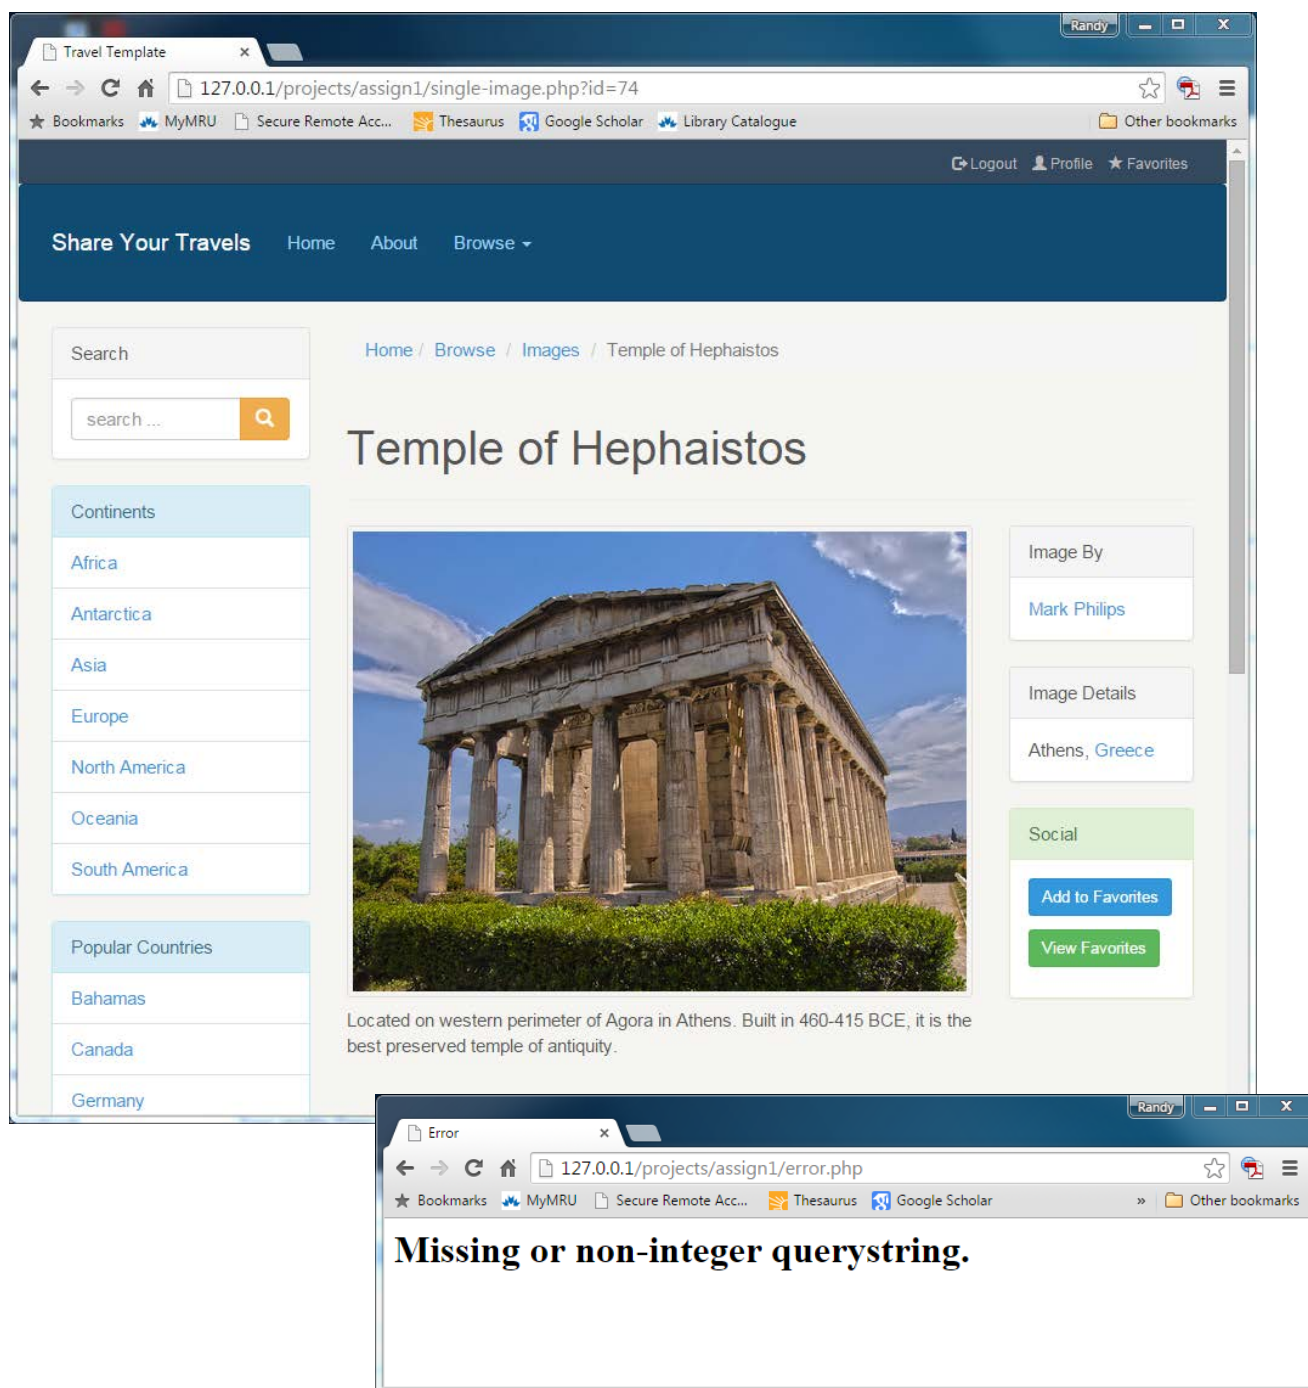 Randy
Travel Template
127.0.0.1/projects/assign1/single-image.php?id=74
Bookmarks MyMRU Secure Remote Acc... Thesaurus Google Scholar Library Catalogue Other bookmarks
Logout Profile Favorites
Share Your Travels Home About Browse
Search
search ...
Continents
Africa
Antarctica
Asia
Europe
North America
Oceania
South America
Popular Countries
Bahamas
Canada
Germany
Home / Browse / Images / Temple of Hephaistos
Temple of Hephaistos
Located on western perimeter of Agora in Athens. Built in 460-415 BCE, it is the
best preserved temple of antiquity.
Image By
Mark Philips
Image Details
Athens, Greece
Social
Add to Favorites
View Favorites
Randy
Error
127.0.0.1/projects/assign1/error.php
Bookmarks MyMRU Secure Remote Acc... Thesaurus Google Scholar » Other bookmarks
Missing or non-integer querystring.